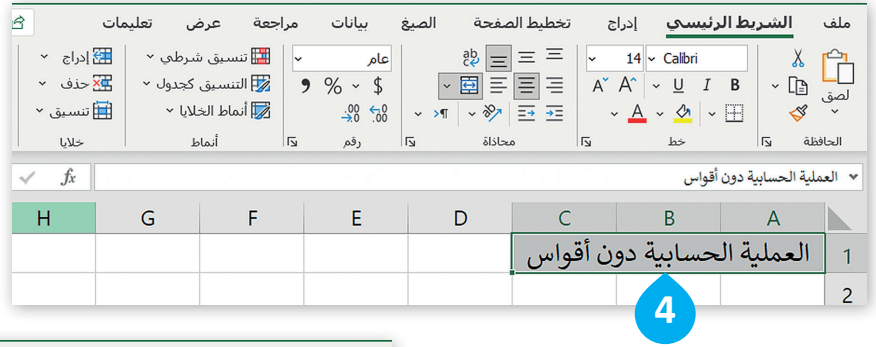 ملف الشريط الرئيسي إدراج تخطيط الصفحة الصيغ بيانات مراجعة عرض تعليمات
لصق
الحافظة
Calibri 14
B I U
A A
A
خط
ab
محاذاة
عام
$ % ,
.00 .0
رقم
تنسيق شرطي
التنسيق كجدول
أنماط الخلايا
أنماط
إدراج
حذف
تنسيق
خلايا
العملية الحسابية دون أقواس fx
A B C D E F G H
1 العملية الحسابية دون أقواس
2
4